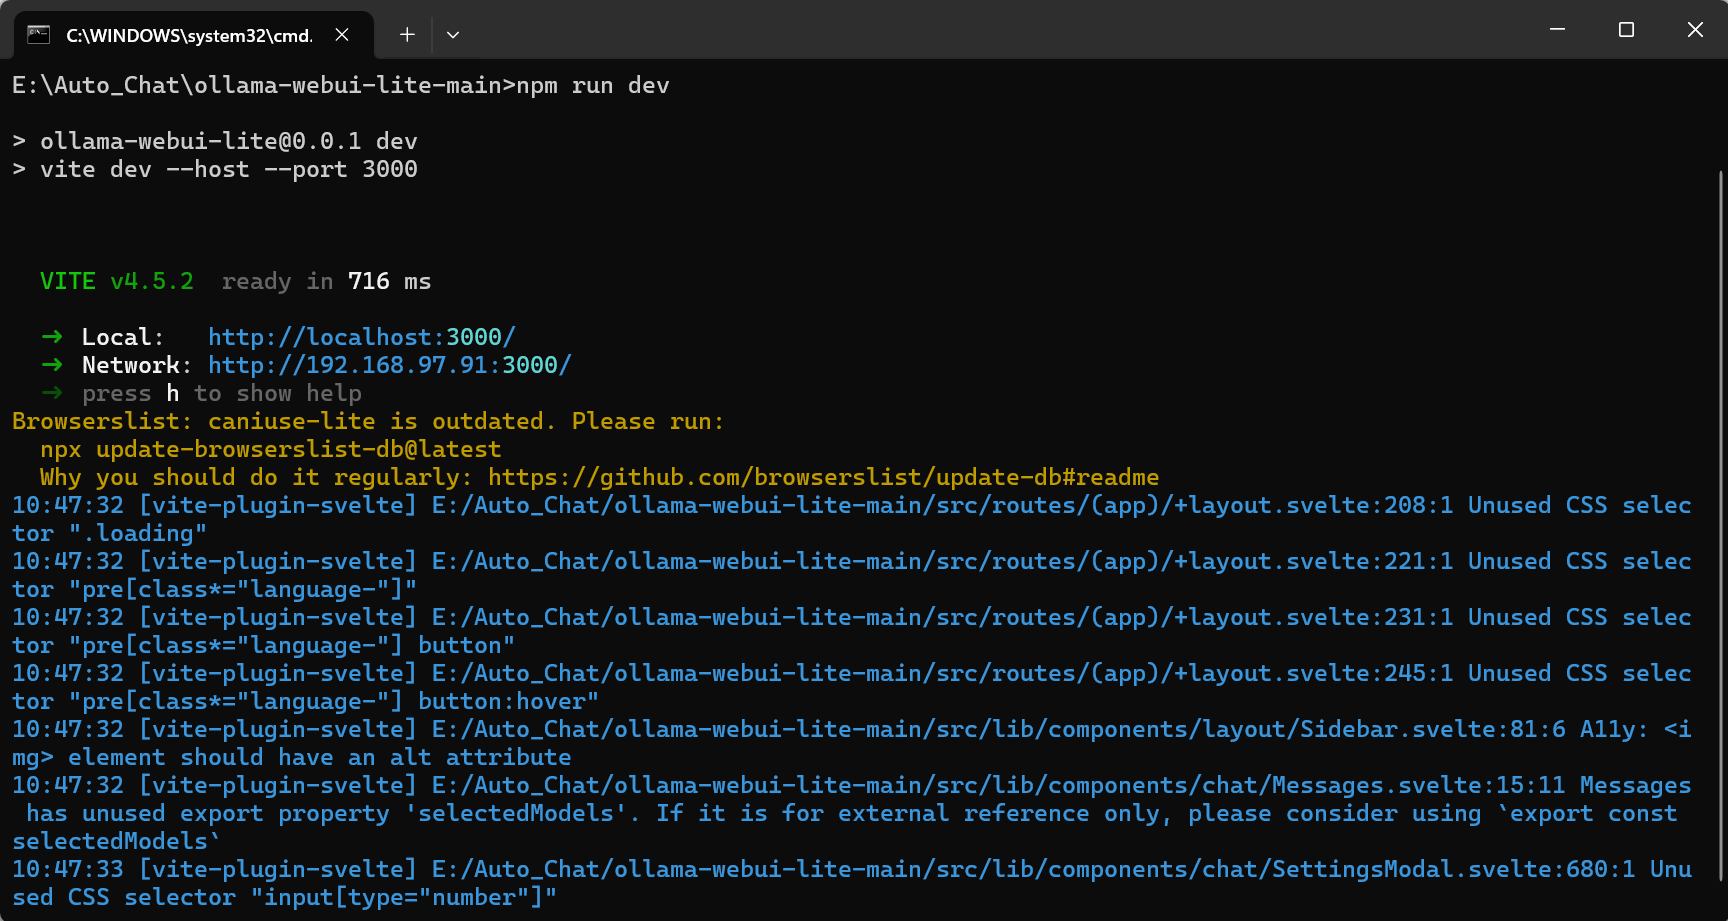 C:\WINDOWS\system32\cmd.
E:\Auto_Chat\ollama-webui-lite-main>npm run dev
> ollama-webui-lite@0.0.1 dev
> vite dev --host --port 3000
VITE v4.5.2  ready in 716 ms
➜ Local:   http://localhost:3000/
➜ Network: http://192.168.97.91:3000/
➜ press h to show help
Browserslist: caniuse-lite is outdated. Please run:
  npx update-browserslist-db@latest
  Why you should do it regularly: https://github.com/browserslist/update-db#readme
10:47:32 [vite-plugin-svelte] E:/Auto_Chat/ollama-webui-lite-main/src/routes/(app)/+layout.svelte:208:1 Unused CSS selec
tor ".loading"
10:47:32 [vite-plugin-svelte] E:/Auto_Chat/ollama-webui-lite-main/src/routes/(app)/+layout.svelte:221:1 Unused CSS selec
tor "pre[class*="language-"]"
10:47:32 [vite-plugin-svelte] E:/Auto_Chat/ollama-webui-lite-main/src/routes/(app)/+layout.svelte:231:1 Unused CSS selec
tor "pre[class*="language-"] button"
10:47:32 [vite-plugin-svelte] E:/Auto_Chat/ollama-webui-lite-main/src/routes/(app)/+layout.svelte:245:1 Unused CSS selec
tor "pre[class*="language-"] button:hover"
10:47:32 [vite-plugin-svelte] E:/Auto_Chat/ollama-webui-lite-main/src/lib/components/layout/Sidebar.svelte:81:6 A11y: <i
mg> element should have an alt attribute
10:47:32 [vite-plugin-svelte] E:/Auto_Chat/ollama-webui-lite-main/src/lib/components/chat/Messages.svelte:15:11 Messages
 has unused export property 'selectedModels'. If it is for external reference only, please consider using `export const
selectedModels`
10:47:33 [vite-plugin-svelte] E:/Auto_Chat/ollama-webui-lite-main/src/lib/components/chat/SettingsModal.svelte:680:1 Unu
sed CSS selector "input[type="number"]"